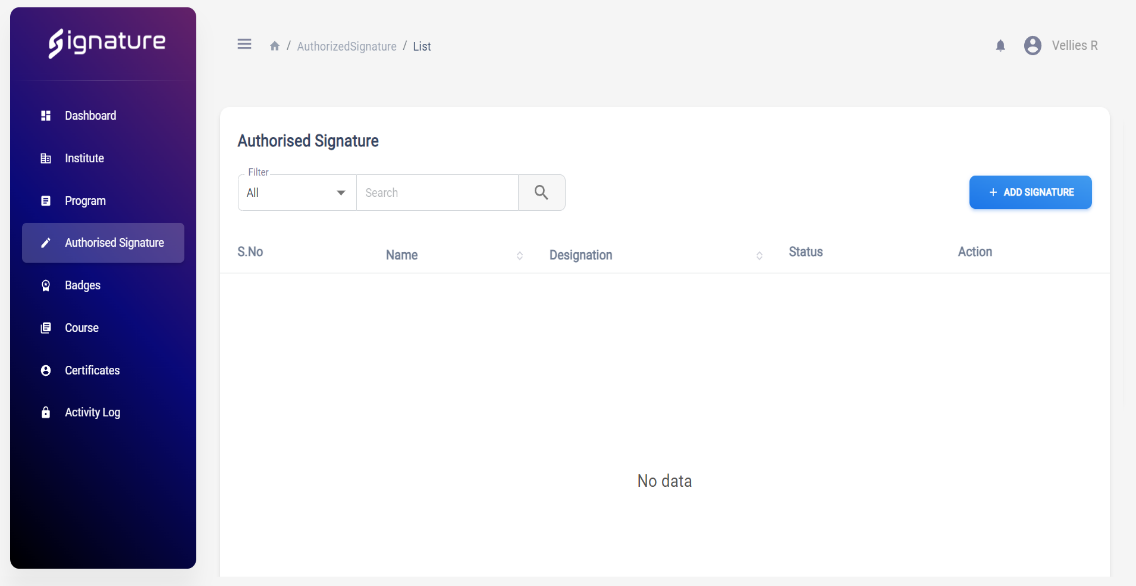 Signature
Dashboard
Institute
Program
Authorised Signature
Badges
Course
Certificates
Activity Log
/ AuthorizedSignature / List
Vellies R
Authorised Signature
Filter
All
Search
+ ADD SIGNATURE
S.No Name Designation Status Action
No data